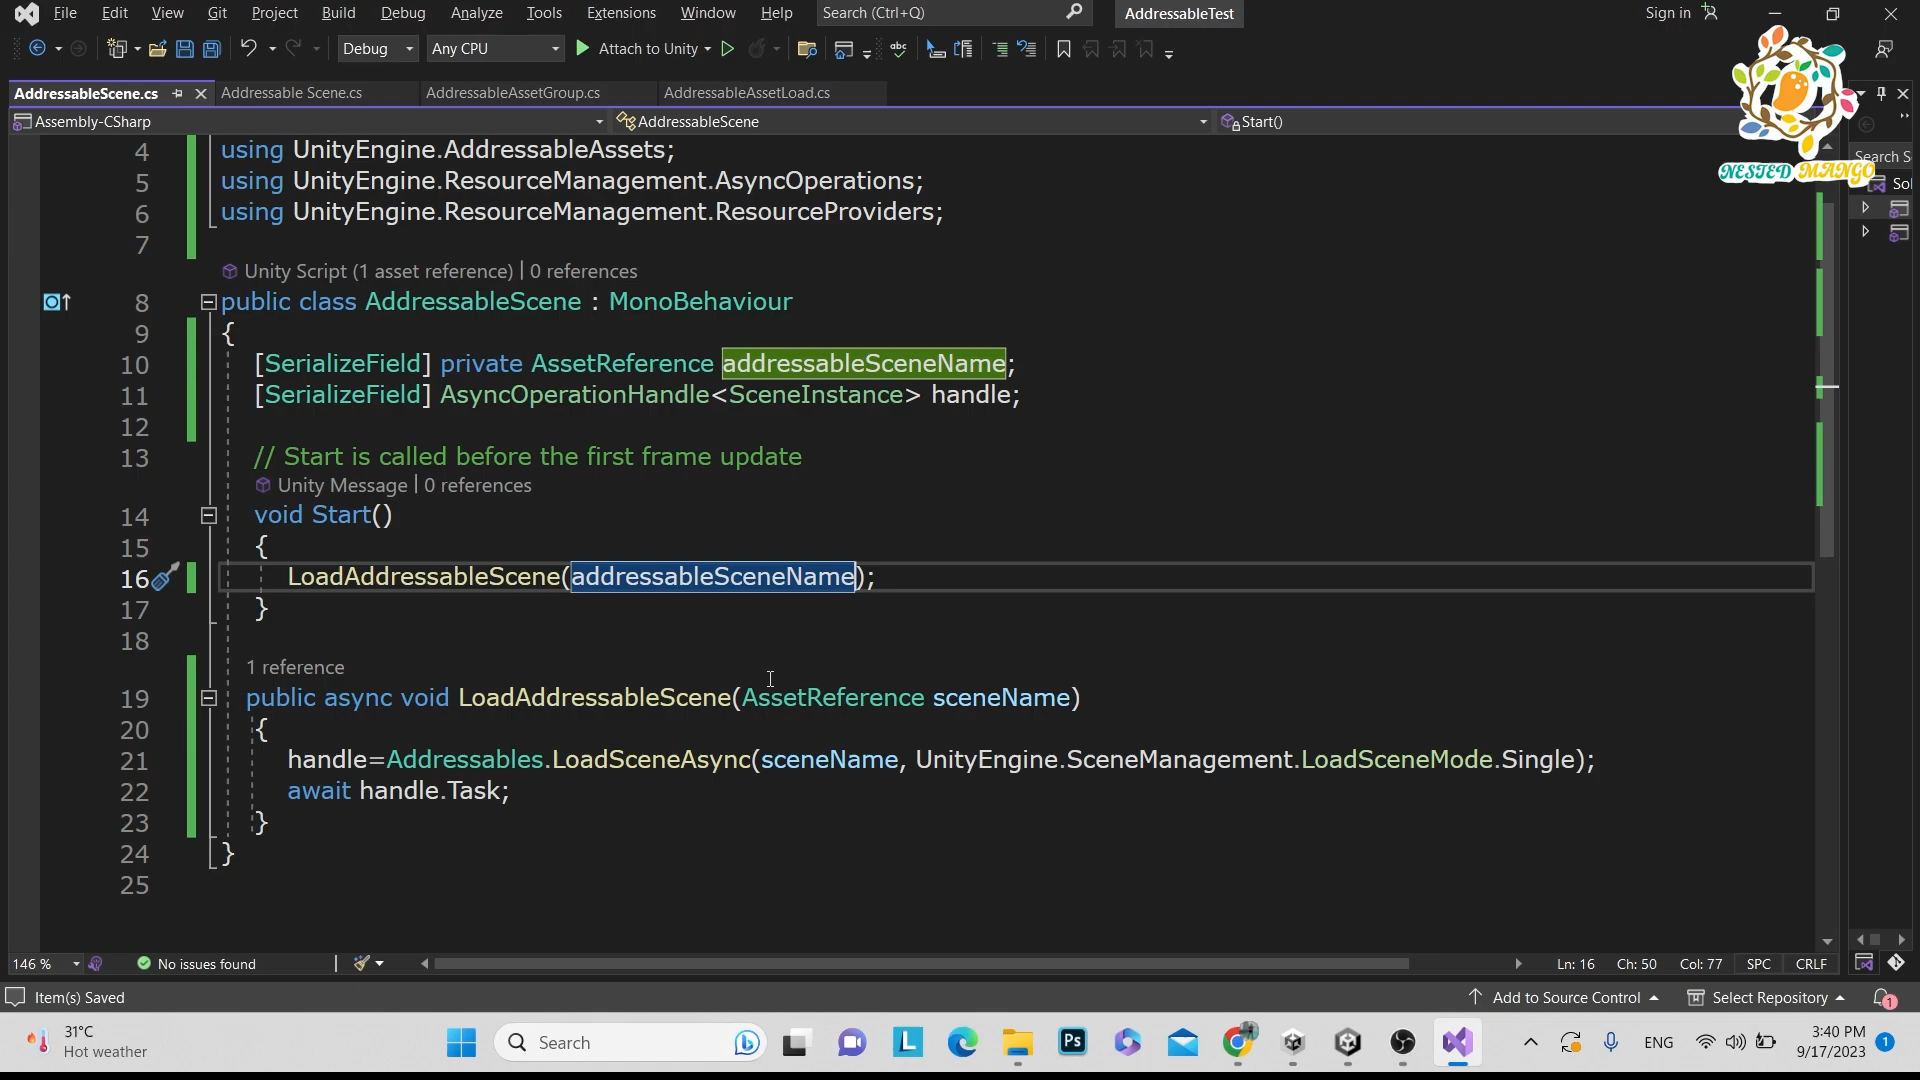 File Edit View Git Project Build Debug Analyze Tools Extensions Window Help Search (Ctrl+Q) AddressableTest Sign in
Debug Any CPU Attach to Unity
AddressableScene.cs Addressable Scene.cs AddressableAssetGroup.cs AddressableAssetLoad.cs
Assembly-CSharp AddressableScene Start()
NESTED MANGO
Search S
Sol
4 using UnityEngine.AddressableAssets;
5 using UnityEngine.ResourceManagement.AsyncOperations;
6 using UnityEngine.ResourceManagement.ResourceProviders;
7
Unity Script (1 asset reference) | 0 references
8 public class AddressableScene : MonoBehaviour
9 {
10 [SerializeField] private AssetReference addressableSceneName;
11 [SerializeField] AsyncOperationHandle<SceneInstance> handle;
12
13 // Start is called before the first frame update
Unity Message | 0 references
14 void Start()
15 {
16 LoadAddressableScene(addressableSceneName);
17 }
18
1 reference
19 public async void LoadAddressableScene(AssetReference sceneName)
20 {
21 handle=Addressables.LoadSceneAsync(sceneName, UnityEngine.SceneManagement.LoadSceneMode.Single);
22 await handle.Task;
23 }
24 }
25
146 % No issues found Ln: 16 Ch: 50 Col: 77 SPC CRLF
Item(s) Saved Add to Source Control Select Repository 1
31°C
Hot weather
Search
L
Ps
ENG
3:40 PM
9/17/2023
1